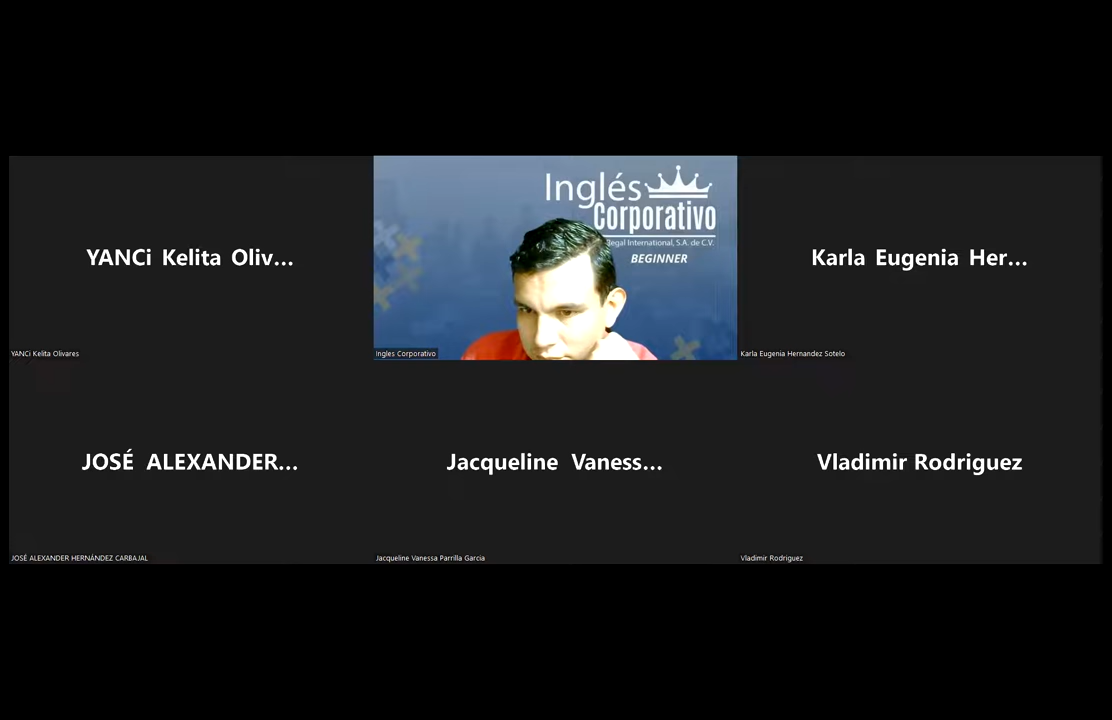 YANCi Kelita Oliv...
YANCi Kelita Olivares
Inglés
Corporativo
llegal International, S.A. de C.V.
BEGINNER
Ingles Corporativo
Karla Eugenia Her...
Karla Eugenia Hernandez Sotelo
JOSÉ ALEXANDER...
JOSÉ ALEXANDER HERNÁNDEZ CARBAJAL
Jacqueline Vaness...
Jacqueline Vanessa Parrilla Garcia
Vladimir Rodriguez
Vladimir Rodriguez